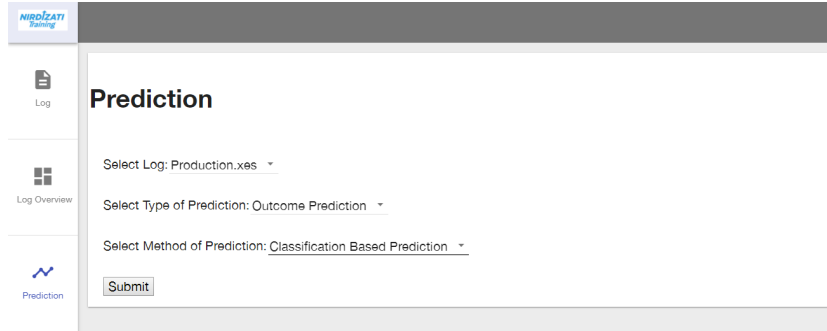 NIRDIZATI
Training
Log
Prediction
Select Log: Production.xes
Log Overview
Select Type of Prediction: Outcome Prediction
Select Method of Prediction: Classification Based Prediction
Prediction
Submit